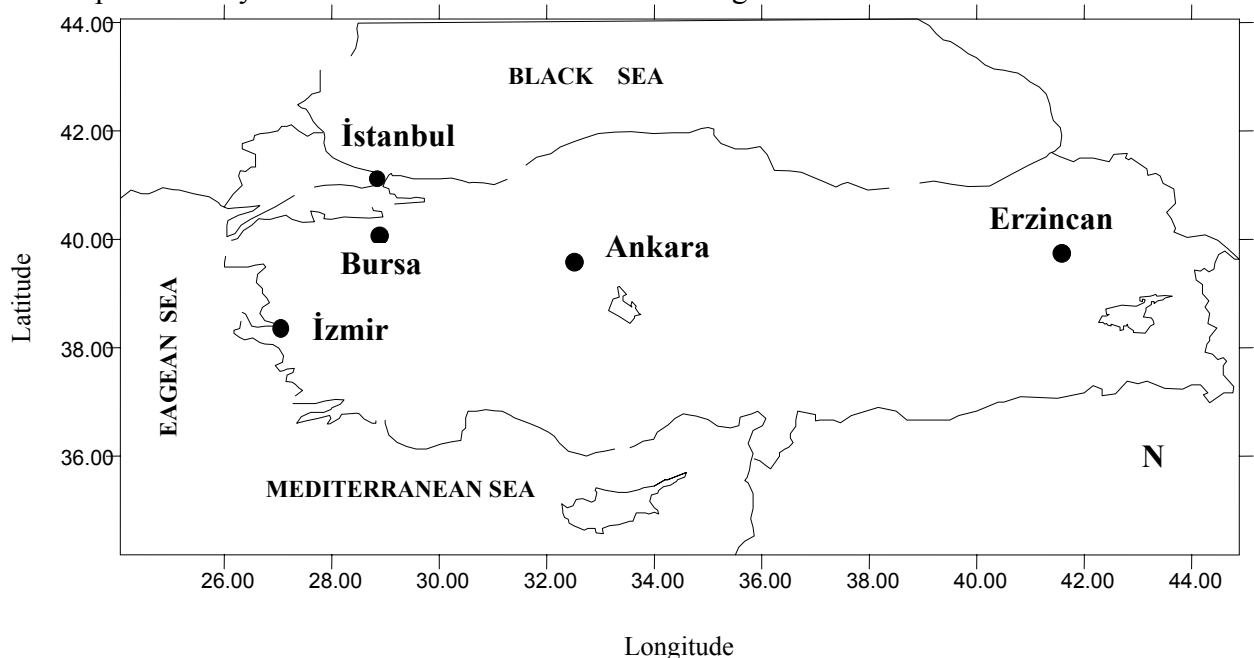 44.00
BLACK SEA
42.00
İstanbul
40.00
Erzincan
Ankara
Bursa
Latitude
EAGEAN SEA
İzmir
38.00
36.00
N
MEDITERRANEAN SEA
26.00 28.00 30.00 32.00 34.00 36.00 38.00 40.00 42.00 44.00
Longitude